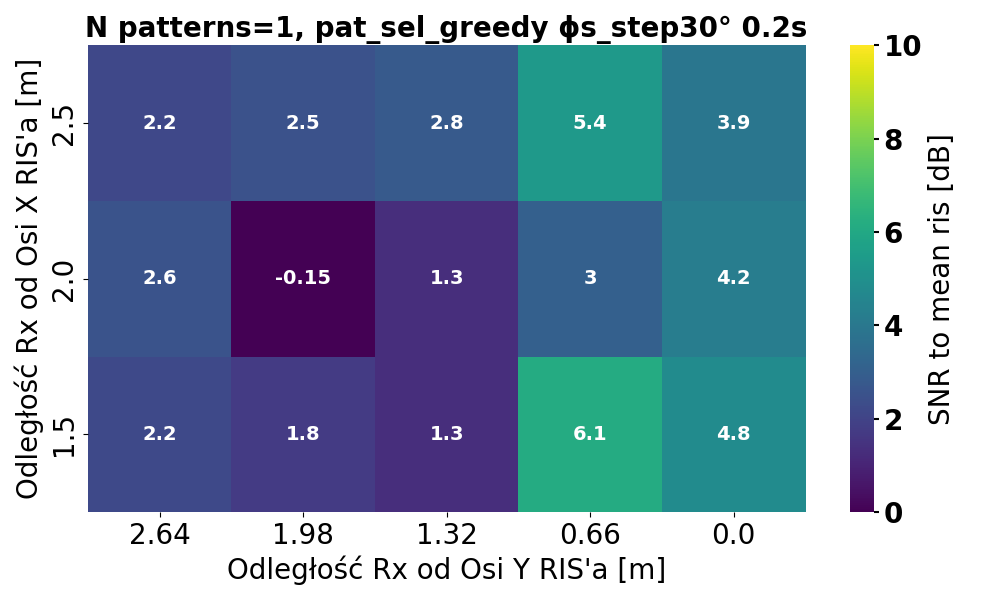 N patterns=1, pat_sel_greedy ϕs_step30° 0.2s
Odległość Rx od Osi X RIS'a [m]
2.5
2.0
1.5
2.2 2.5 2.8 5.4 3.9
2.6 -0.15 1.3 3 4.2
2.2 1.8 1.3 6.1 4.8
2.64 1.98 1.32 0.66 0.0
Odległość Rx od Osi Y RIS'a [m]
10
8
6
4
2
0
SNR to mean ris [dB]